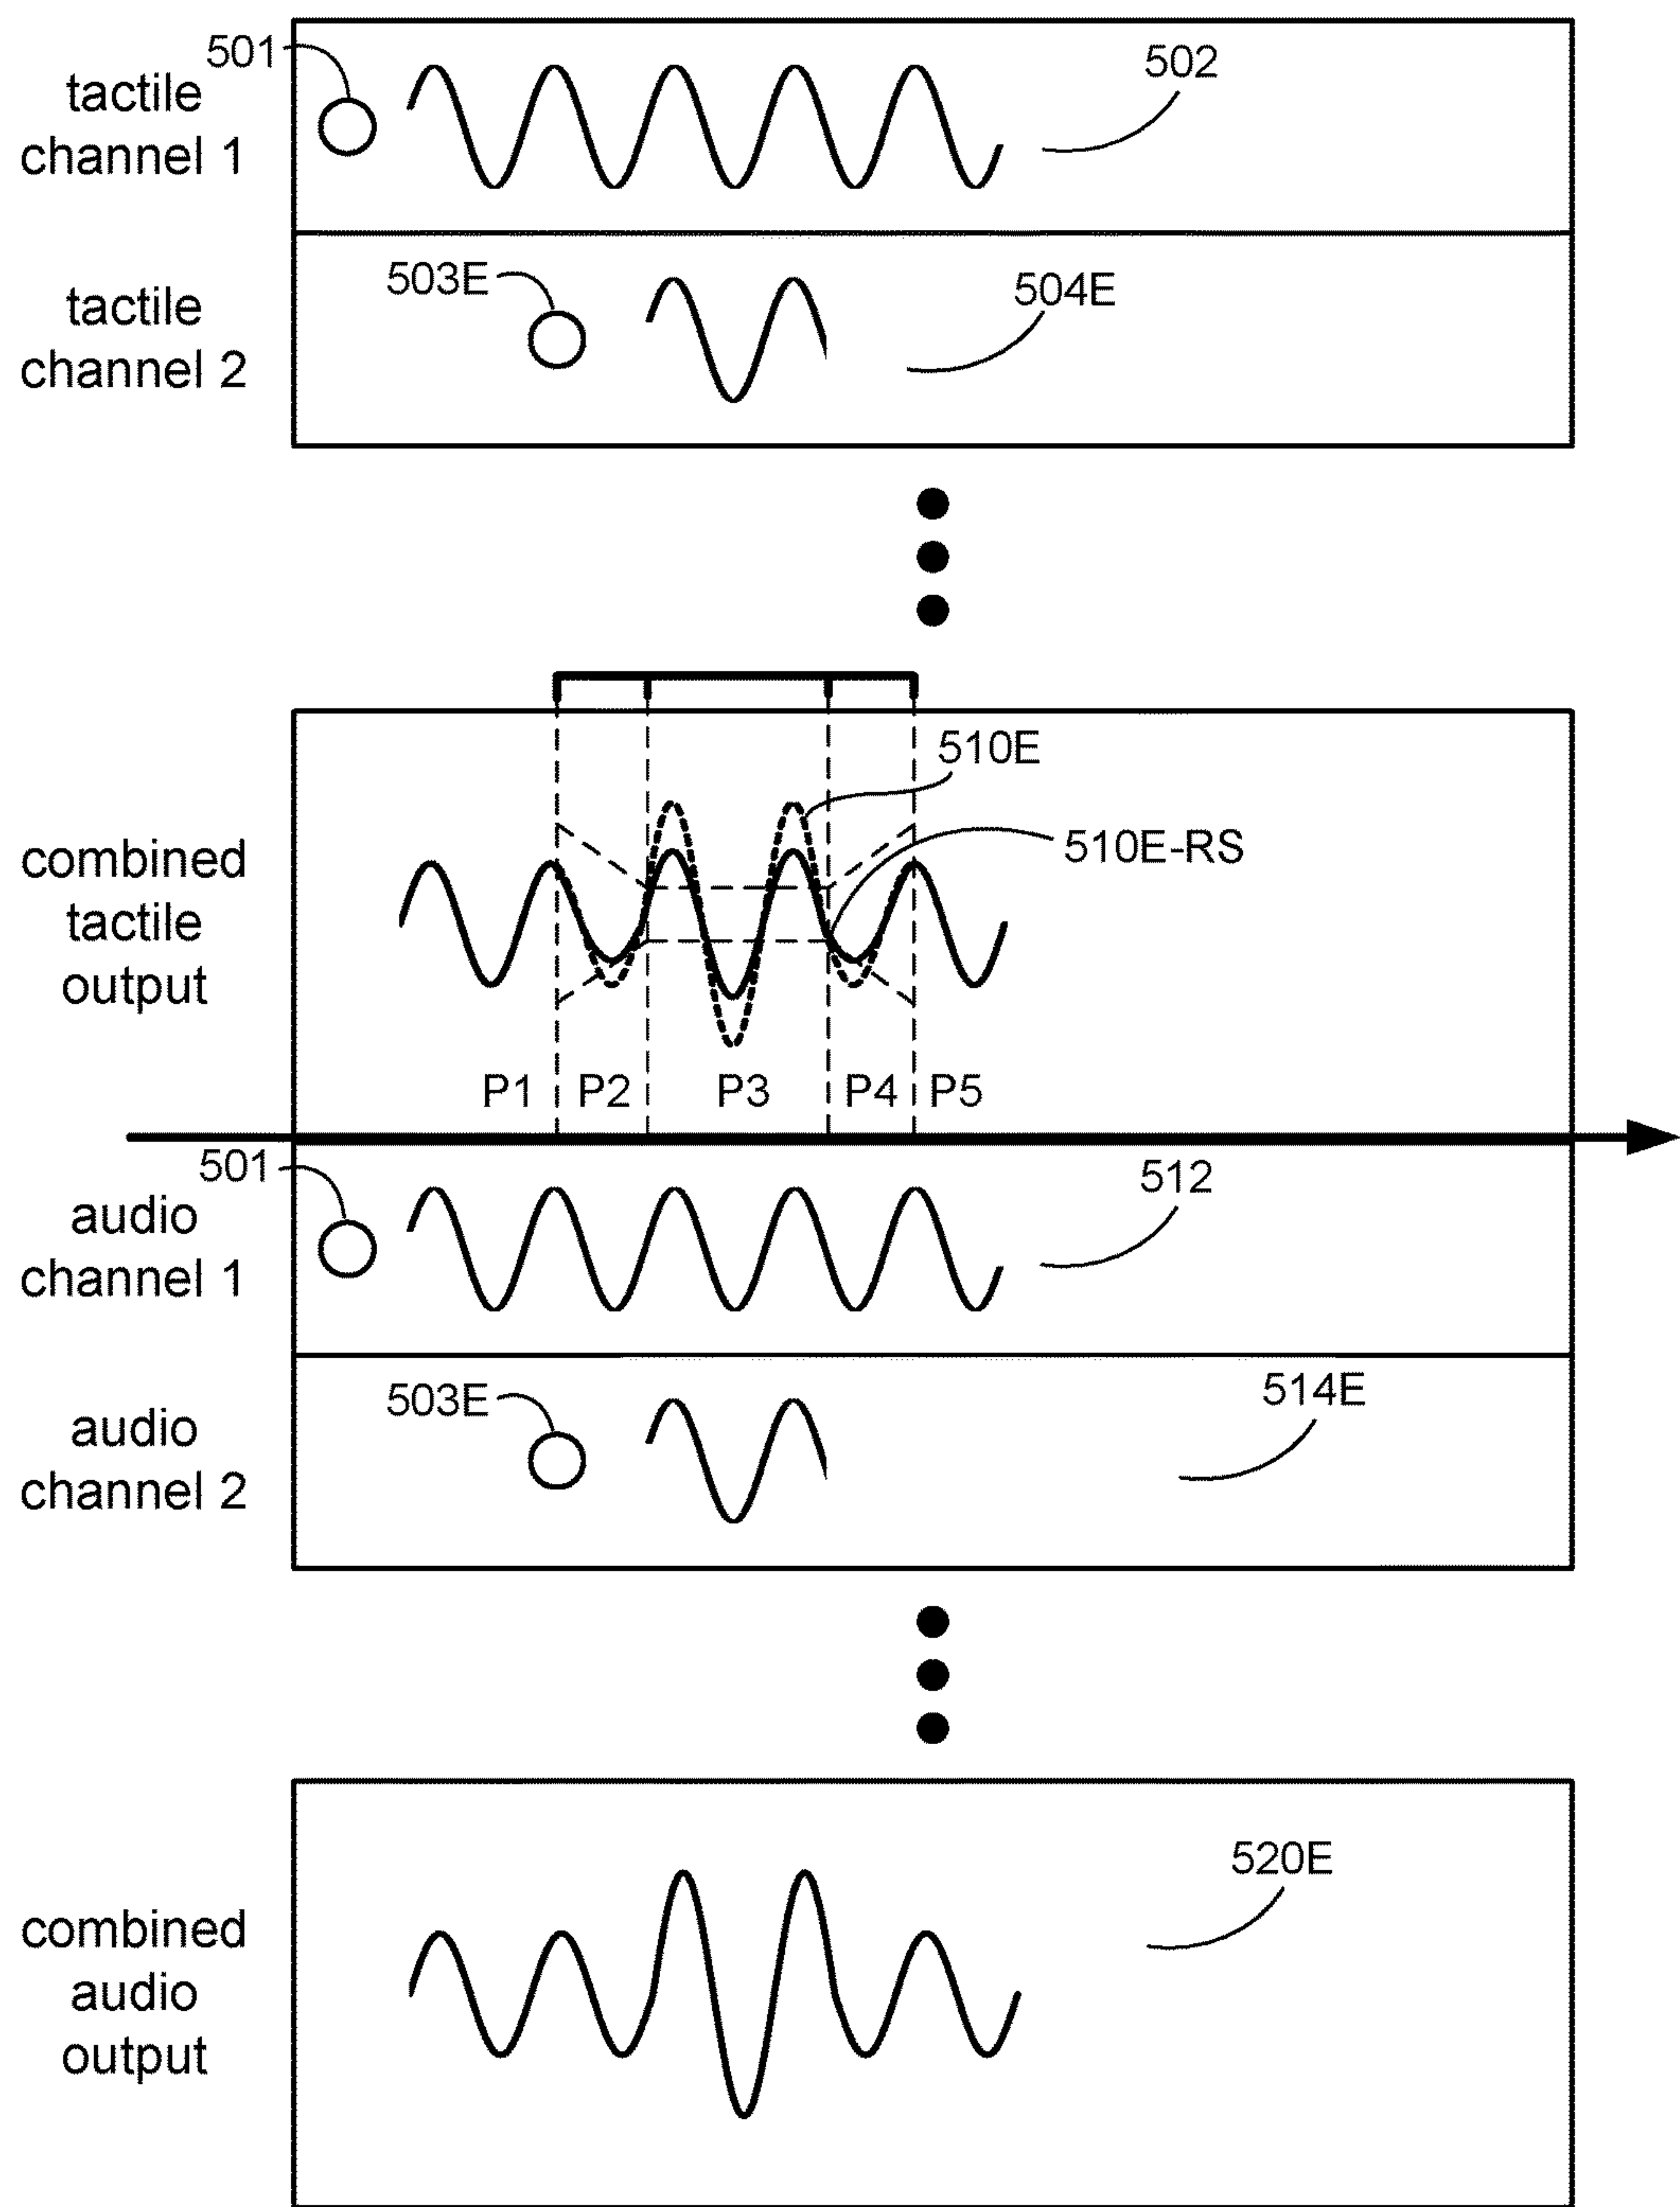 501
tactile
channel 1
502
503E
tactile
channel 2
504E
510E
510E-RS
combined
tactile
output
P1 P2 P3 P4 P5
501
audio
channel 1
512
503E
audio
channel 2
514E
520E
combined
audio
output